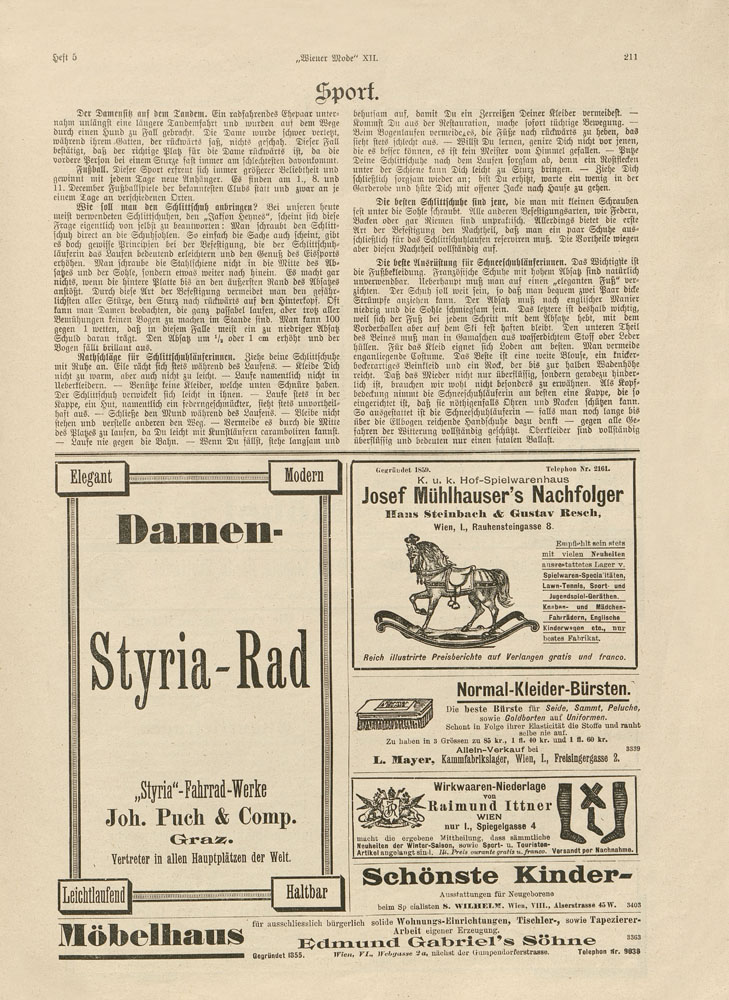 Heft 5
„Wiener Mode“ XII.
211
Sport.
Der Damensitz auf dem Tandem. Ein radfahrendes Ehepaar unter-
nahm unlängst eine längere Tandemfahrt und wurden auf dem Wege
durch einen Hund zu Fall gebracht. Die Dame wurde schwer verletzt,
während ihrem Gatten, der rückwärts saß, nichts geschah. Dieser Fall
bestätigt, daß der richtige Platz für die Dame rückwärts ist, da die
vordere Person bei einem Sturze fast immer am schlechtesten davonkommt.
Fußball. Dieser Sport erfreut sich immer größerer Beliebtheit und
gewinnt mit jedem Tage neue Anhänger. Es finden am 1., 8. und
11. December Fußballspiele der bekanntesten Clubs statt und zwar an je
einem Tage an verschiedenen Orten.
Wie soll man den Schlittschuh anbringen? Bei unseren heute
meist verwendeten Schlittschuhen, den „Jakson Heynes“, scheint sich diese
Frage eigentlich von selbst zu beantworten: Man schraubt den Schlitt-
schuh direct an die Schuhsohlen. So einfach die Sache auch scheint, gibt
es doch gewisse Principien bei der Befestigung, die der Schlittschuh-
läuferin das Laufen bedeutend erleichtern und den Genuß des Eissports
erhöhen. Man schraube die Stahlschiene nicht in die Mitte des Ab-
satzes und der Sohle, sondern etwas weiter nach hinein. Es macht gar
nichts, wenn die hintere Platte bis an den äußersten Rand des Absatzes
anstößt. Durch diese Art der Befestigung vermeidet man den gefähr-
lichsten aller Stürze, den Sturz nach rückwärts auf den Hinterkopf. Oft
kann man Damen beobachten, die ganz passabel laufen, aber trotz aller
Bemühungen keinen Bogen zu machen im Stande sind. Man kann 100
gegen 1 wetten, daß in diesem Falle meist ein zu niedriger Absatz
Schuld daran trägt. Den Absatz um ½ oder 1 cm erhöht und der
Bogen fällt brillant aus.
Rathschläge für Schlittschuhläuferinnen. Ziehe deine Schlittschuhe
mit Ruhe an. Eile rächt sich stets während des Laufens. — Kleide Dich
nicht zu warm, aber auch nicht zu leicht. — Laufe namentlich nicht in
Ueberkleidern. — Benütze keine Kleider, welche unten Schnüre haben.
Der Schlittschuh verwickelt sich leicht in ihnen. — Laufe stets in der
Kappe, ein Hut, namentlich ein federngeschmückter, sieht stets unvortheil-
haft aus. — Schließe den Mund während des Laufens. — Bleibe nicht
stehen und verstelle anderen den Weg. — Vermeide es durch die Mitte
des Platzes zu laufen, da Du leicht mit Kunstläufern caramboliren kannst.
— Laufe nie gegen die Bahn. — Wenn Du fällst, stehe langsam und
behutsam auf, damit Du ein Zerreißen Deiner Kleider vermeidest. —
Kommst Du aus der Restauration, mache sofort tüchtige Bewegung. —
Beim Bogenlaufen vermeide es, die Füße nach rückwärts zu heben, das
sieht stets schlecht aus. — Willst Du lernen, genire Dich nicht vor jenen,
die es besser können, es ist kein Meister vom Himmel gefallen. — Putze
Deine Schlittschuhe nach dem Laufen sorgsam ab, denn ein Rostflecken
unter der Schiene kann Dich leicht zu Sturz bringen. — Ziehe Dich
schließlich sorgsam wieder an; bist Du erhitzt, warte ein wenig in der
Garderobe und hüte Dich mit offener Jacke nach Hause zu gehen.
Die besten Schlittschuhe sind jene, die man mit kleinen Schrauben
fest unter die Sohle schraubt. Alle anderen Befestigungsarten, wie Federn,
Backen oder gar Riemen sind unpraktisch. Allerdings bietet die erste
Art der Befestigung den Nachtheil, daß man ein paar Schuhe aus-
schließlich für das Schlittschuhlaufen reserviren muß. Die Vortheile wiegen
aber diesen Nachtheil vollständig auf.
Die beste Ausrüstung für Schneeschuhläuferinnen. Das Wichtigste ist
die Fußbekleidung. Französische Schuhe mit hohem Absatz sind natürlich
unverwendbar. Ueberhaupt muß man auf einen „eleganten Fuß“ ver-
zichten. Der Schuh soll weit sein, so daß man bequem zwei Paar dicke
Strümpfe anziehen kann. Der Absatz muß nach englischer Manier
niedrig und die Sohle schmiegsam sein. Das letztere ist deshalb wichtig,
weil sich der Fuß bei jedem Schritt mit dem Absatze hebt, mit dem
Vorderballen aber auf dem Ski fest haften bleibt. Den unteren Theil
des Beines muß man in Gamaschen aus wasserdichtem Stoff oder Leder
hüllen. Für das Kleid eignet sich Loden am besten. Man vermeide
enganliegende Costume. Das Beste ist eine weite Blouse, ein knicker-
bockerartiges Beinkleid und ein Rock, der bis zur halben Wadenhöhe
reicht. Daß das Mieder nicht nur überflüssig, sondern geradezu hinder-
lich ist, brauchen wir wohl nicht besonders zu erwähnen. Als Kopf-
bedeckung nimmt die Schneeschuhläuferin am besten eine Kappe, die so
eingerichtet ist, daß sie nöthigenfalls Ohren und Nacken schützen kann.
So ausgestattet ist die Schneeschuhläuferin — falls man noch lange bis
über die Ellbogen reichende Handschuhe dazu denkt — gegen alle Ge-
fahren der Witterung vollständig geschützt. Oberkleider sind vollständig
überflüssig und bedeuten nur einen fatalen Ballast.
Elegant
Modern
Damen-
Styria-Rad
„Styria“-Fahrrad-Werke
Joh. Puch & Comp.
Graz.
Vertreter in allen Hauptplätzen der Welt.
Leichtlaufend
Haltbar
Gegründet 1859.
Telephon Nr. 2161.
K. u. k. Hof-Spielwarenhaus
Josef Mühlhauser's Nachfolger
Hans Steinbach & Gustav Resch,
Wien, I., Rauhensteingasse 8.
Empfiehlt sein stets
mit vielen Neuheiten
ausgestattetes Lager v.
Spielwaren-Specialitäten,
Lawn-Tennis, Sport- und
Jugendspiel-Geräthen.
Knaben- und Mädchen-
Fahrrädern, Englische
Kinderwagen etc., nur
bestes Fabrikat.
Reich illustrirte Preisberichte auf Verlangen gratis und franco.
Normal-Kleider-Bürsten.
Die beste Bürste für Seide, Sammt, Peluche,
sowie Goldborten auf Uniformen.
Schont in Folge ihrer Elasticität die Stoffe und rauht
selbe nie auf.
Zu haben in 3 Grössen zu 85 kr., 1 fl. 40 kr. und 1 fl. 60 kr.
Allein-Verkauf bei
3339
L. Mayer, Kammfabrikslager, Wien, I., Freisingergasse 2.
Wirkwaaren-Niederlage
von
Raimund Ittner
WIEN
nur I., Spiegelgasse 4
macht die ergebene Mittheilung, dass sämmtliche
Neuheiten der Winter-Saison, sowie Sport- u. Touristen-
Artikel angelangt sind. Ill. Preiscourante gratis u. franco. Versandt per Nachnahme.
Schönste Kinder-
Ausstattungen für Neugeborene
beim Specialisten S. WILHELM. Wien, VIII., Alserstrasse 45 W. 3403
Möbelhaus
für ausschliesslich bürgerlich solide Wohnungs-Einrichtungen, Tischler-, sowie Tapezierer-
Arbeit eigener Erzeugung.
Edmund Gabriel's Söhne
3363
Gegründet 1855.
Wien, VI., Webgasse 2a, nächst der Gumpendorferstrasse.
Telephon Nr. 9038